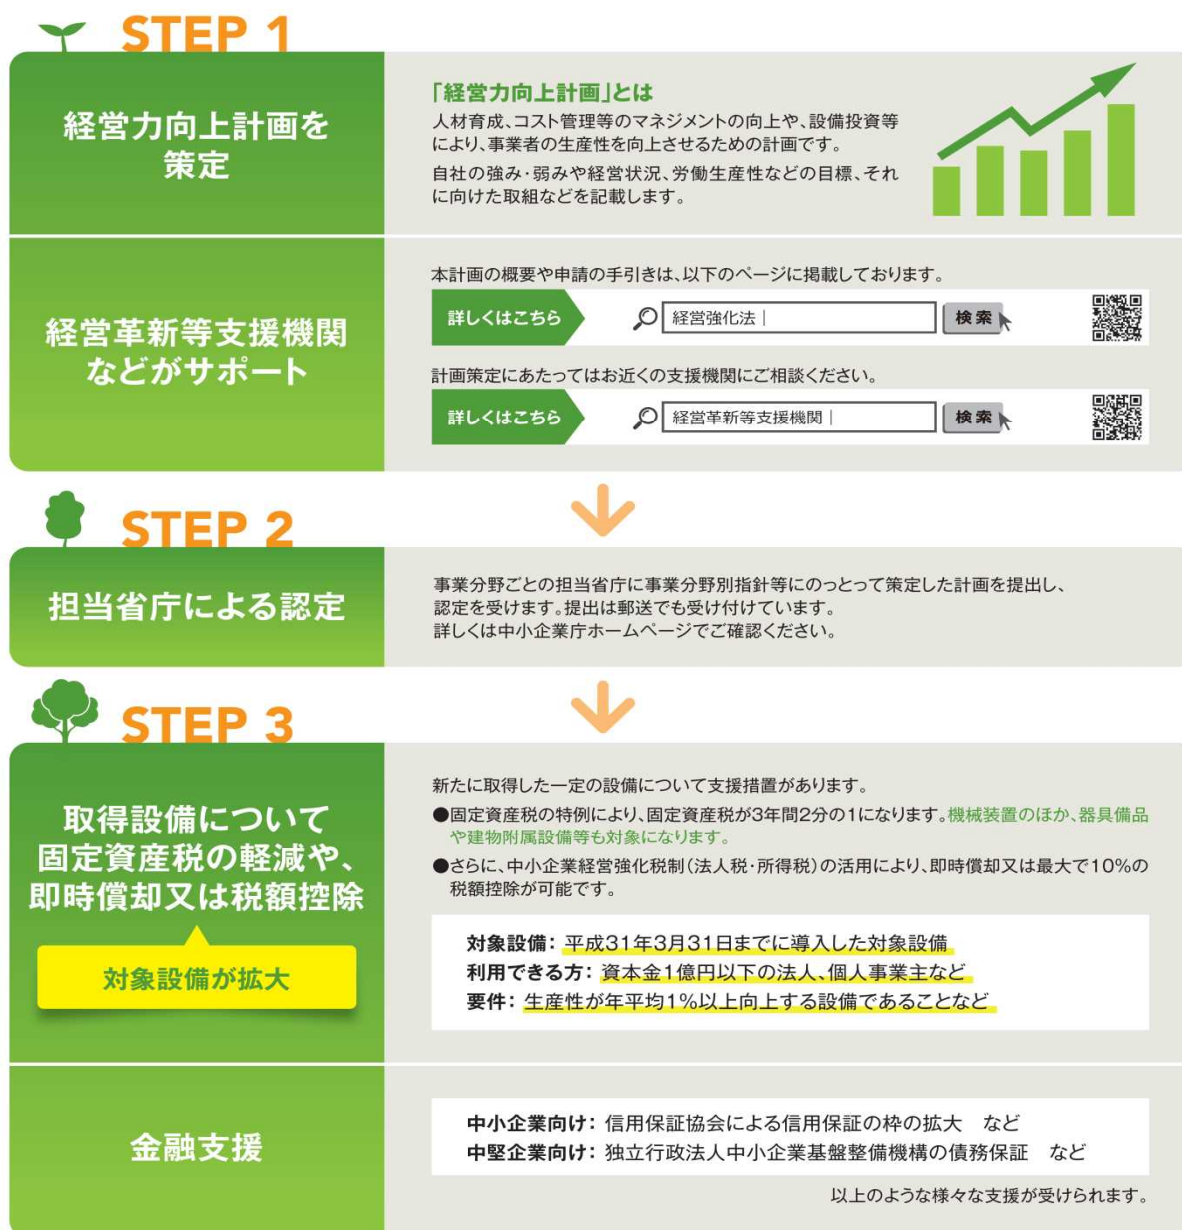 STEP 1
経営力向上計画を
策定
「経営力向上計画」とは
人材育成、コスト管理等のマネジメントの向上や、設備投資等
により、事業者の生産性を向上させるための計画です。
自社の強み・弱みや経営状況、労働生産性などの目標、それ
に向けた取組などを記載します。
経営革新等支援機関
などがサポート
本計画の概要や申請の手引きは、以下のページに掲載しております。
詳しくはこちら
経営強化法|
検索
計画策定にあたってはお近くの支援機関にご相談ください。
詳しくはこちら
経営革新等支援機関|
検索
STEP 2
担当省庁による認定
事業分野ごとの担当省庁に事業分野別指針等にのっとって策定した計画を提出し、
認定を受けます。提出は郵送でも受け付けています。
詳しくは中小企業庁ホームページでご確認ください。
STEP 3
取得設備について
固定資産税の軽減や、
即時償却又は税額控除
対象設備が拡大
新たに取得した一定の設備について支援措置があります。
●固定資産税の特例により、固定資産税が3年間2分の1になります。機械装置のほか、器具備品
や建物附属設備等も対象になります。
●さらに、中小企業経営強化税制(法人税・所得税)の活用により、即時償却又は最大で10%の
税額控除が可能です。
対象設備: 平成31年3月31日までに導入した対象設備
利用できる方: 資本金1億円以下の法人、個人事業主など
要件: 生産性が年平均1%以上向上する設備であることなど
金融支援
中小企業向け: 信用保証協会による信用保証の枠の拡大 など
中堅企業向け: 独立行政法人中小企業基盤整備機構の債務保証 など
以上のような様々な支援が受けられます。